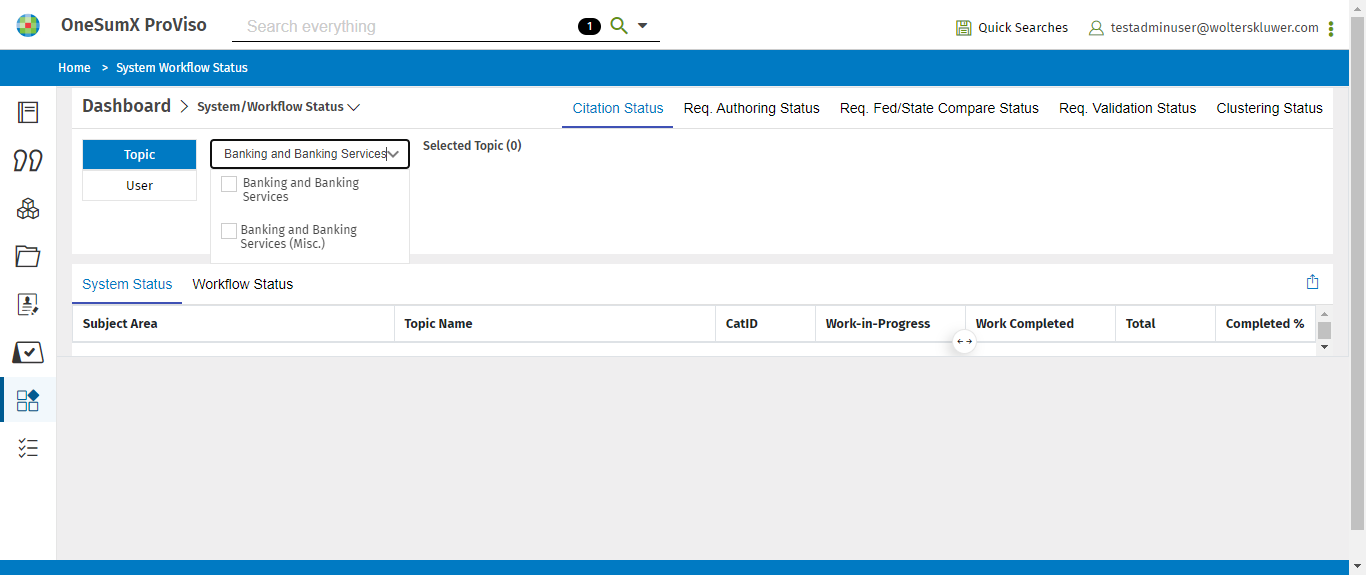 OneSumX ProViso
Search everything
1
Quick Searches
testadminuser@wolterskluwer.com
Home > System Workflow Status
Dashboard > System/Workflow Status
Citation Status
Req. Authoring Status
Req. Fed/State Compare Status
Req. Validation Status
Clustering Status
Topic
User
Banking and Banking Services
Selected Topic (0)
Banking and Banking
Services
Banking and Banking
Services (Misc.)
System Status
Workflow Status
Subject Area
Topic Name
CatID
Work-in-Progress
Work Completed
Total
Completed %